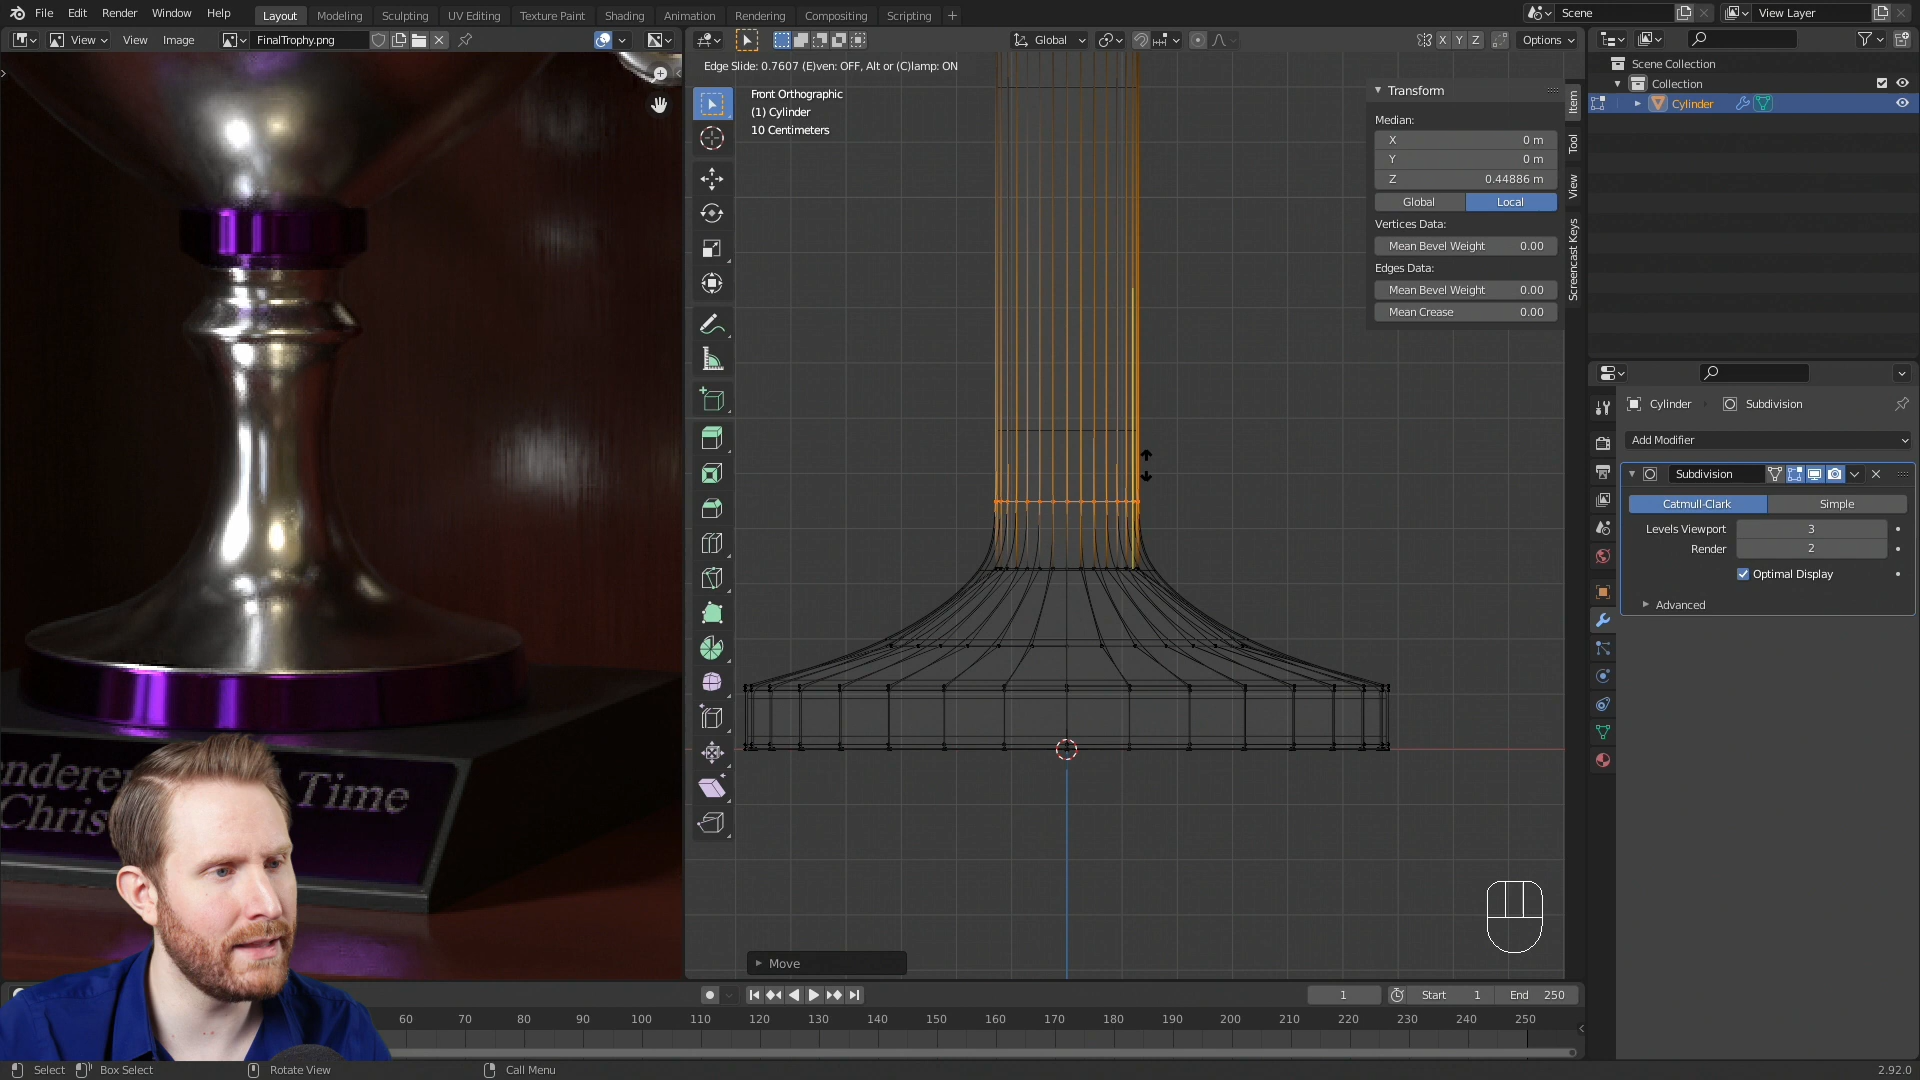 File Edit Render Window Help Layout Modeling Sculpting UV Editing Texture Paint Shading Animation Rendering Compositing Scripting + Scene View Layer
View View Image FinalTrophy.png Global X Y Z Options
Edge Slide: 0.7607 (E)ven: OFF, Alt or (C)lamp: ON
Front Orthographic
(1) Cylinder
10 Centimeters
Transform
Median:
X 0 m
Y 0 m
Z 0.44886 m
Global Local
Vertices Data:
Mean Bevel Weight 0.00
Edges Data:
Mean Bevel Weight 0.00
Mean Crease 0.00
Item
Tool
View
Screencast Keys
Scene Collection
Collection
Cylinder
Cylinder Subdivision
Add Modifier
Subdivision
Catmull-Clark Simple
Levels Viewport 3
Render 2
Optimal Display
Advanced
Time
Chris
Move
1 Start 1 End 250
60 70 80 90 100 110 120 130 140 150 160 170 180 190 200 210 220 230 240 250
Select Box Select Rotate View Call Menu 2.92.0